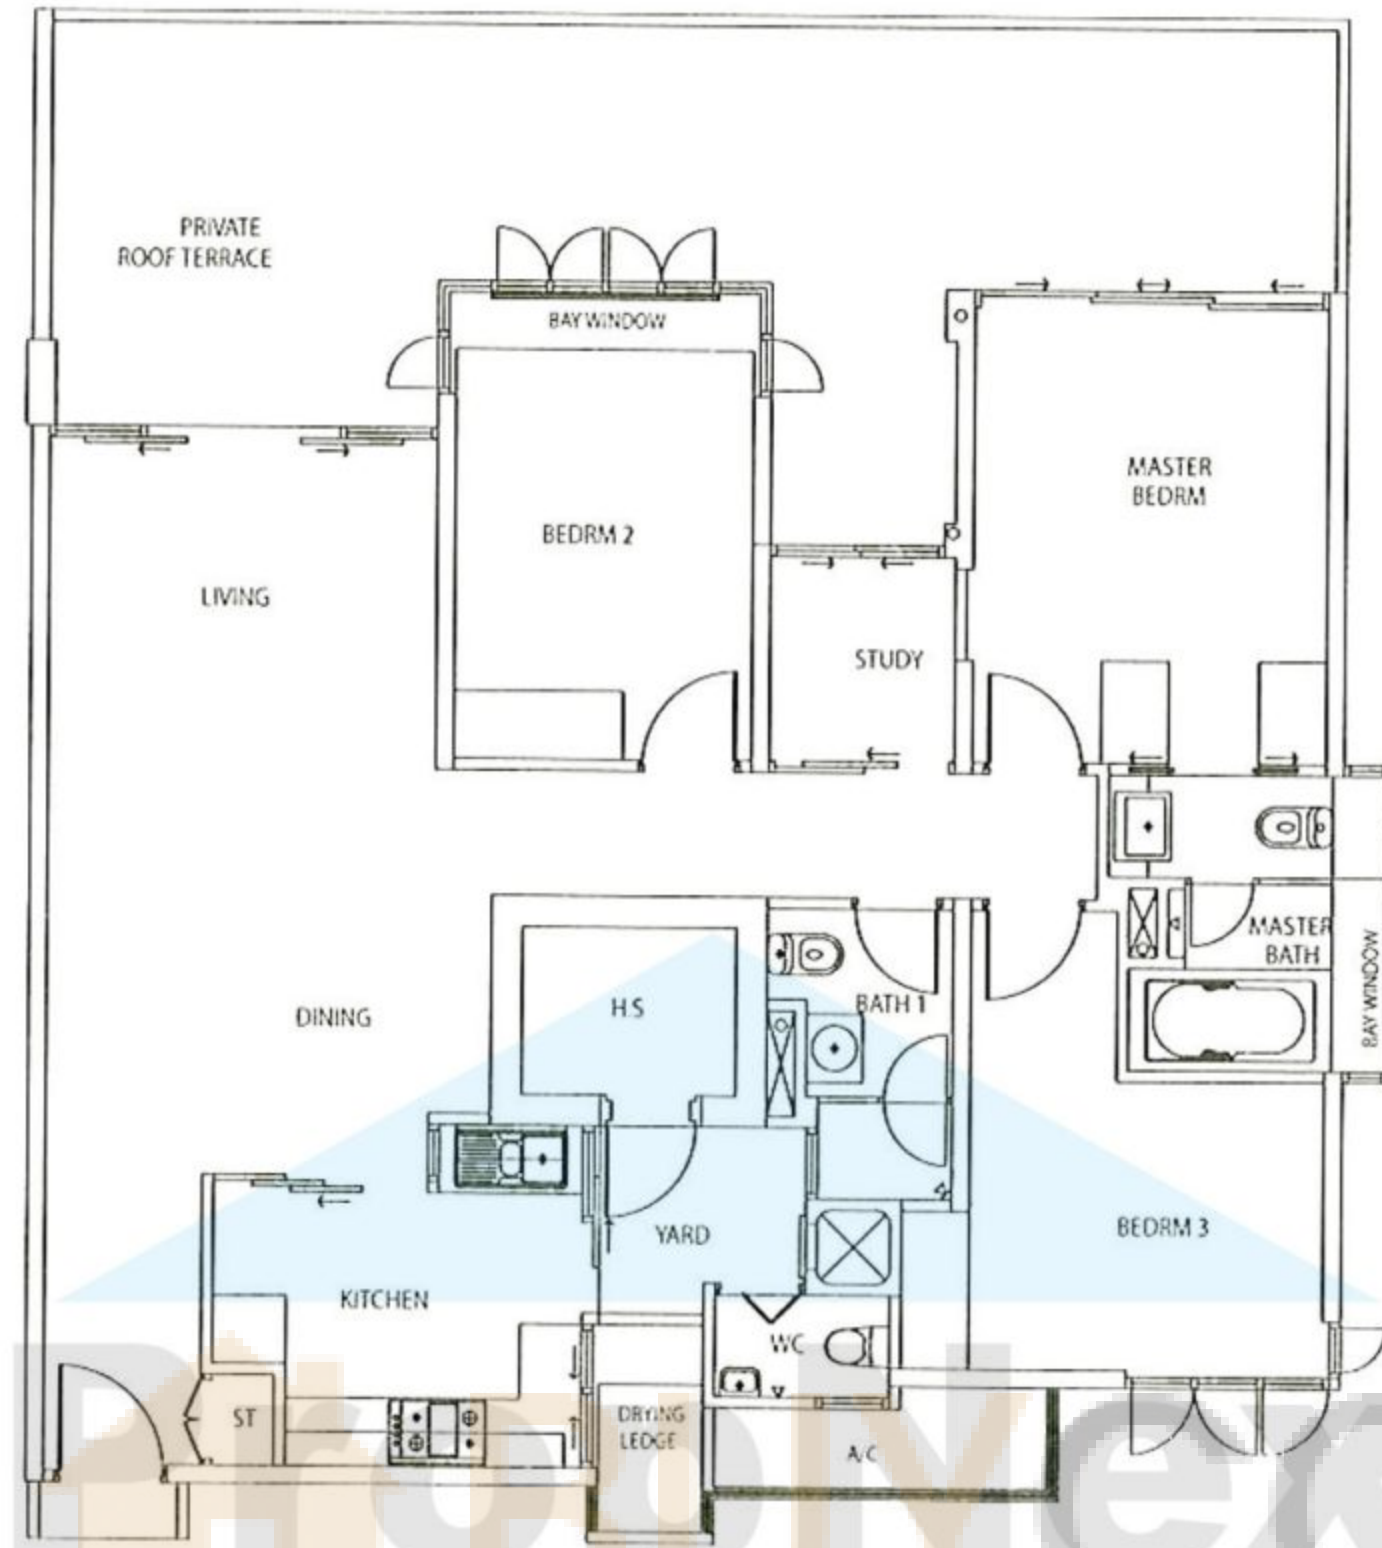 PRIVATE
ROOF TERRACE
BAY WINDOW
MASTER
BEDRM
BEDRM 2
LIVING
STUDY
MASTER
BATH
BAY WINDOW
H.S
BATH 1
DINING
YARD
BEDRM 3
KITCHEN
WC
ST
DRYING
LEDGE
A/C
PropNex